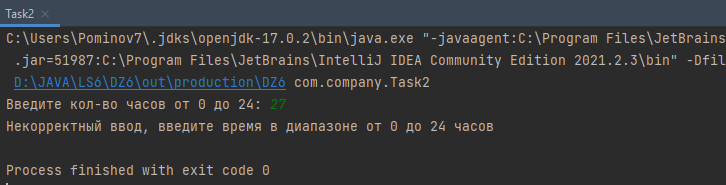 Task2
C:\Users\Pominov7\.jdks\openjdk-17.0.2\bin\java.exe "-javaagent:C:\Program Files\JetBrains
.jar=51987:C:\Program Files\JetBrains\IntelliJ IDEA Community Edition 2021.2.3\bin" -Dfil
D:\JAVA\LS6\DZ6\out\production\DZ6 com.company.Task2
Введите кол-во часов от 0 до 24: 27
Некорректный ввод, введите время в диапазоне от 0 до 24 часов
Process finished with exit code 0